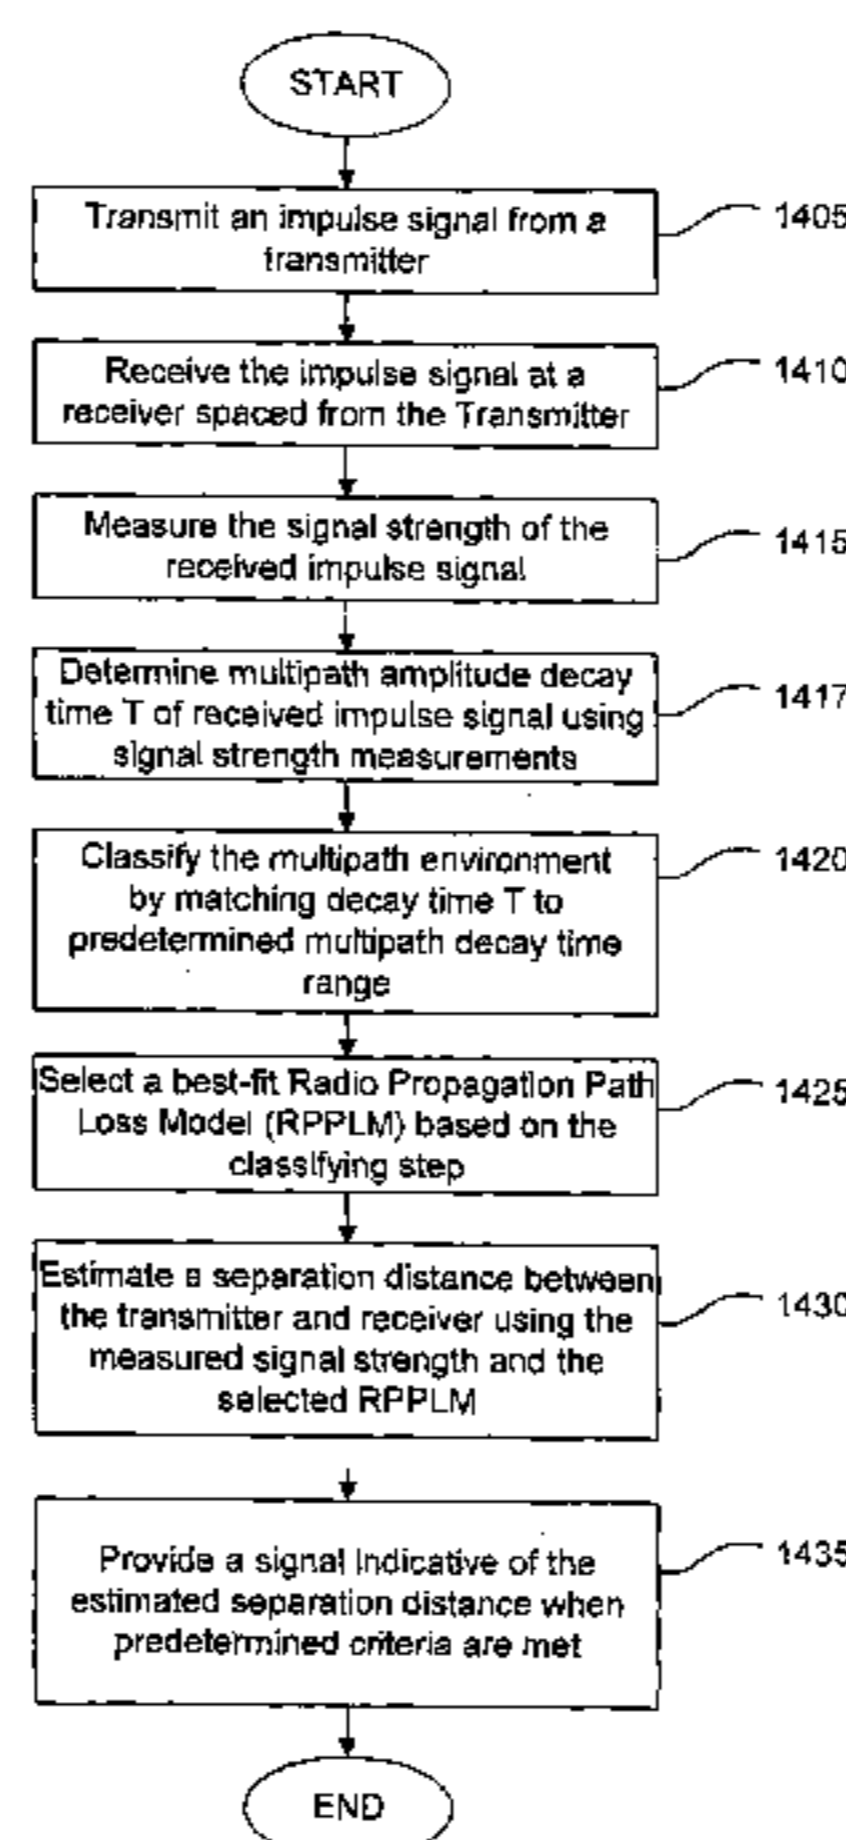 START
Transmit an impulse signal from a
transmitter
1405
Receive the impulse signal at a
receiver spaced from the Transmitter
1410
Measure the signal strength of the
received impulse signal
1415
Determine multipath amplitude decay
time T of received impulse signal using
signal strength measurements
1417
Classify the multipath environment
by matching decay time T to
predetermined multipath decay time
range
1420
Select a best-fit Radio Propagation Path
Loss Model (RPPLM) based on the
classifying step
1425
Estimate a separation distance between
the transmitter and receiver using the
measured signal strength and the
selected RPPLM
1430
Provide a signal Indicative of the
estimated separation distance when
predetermined criteria are met
1435
END